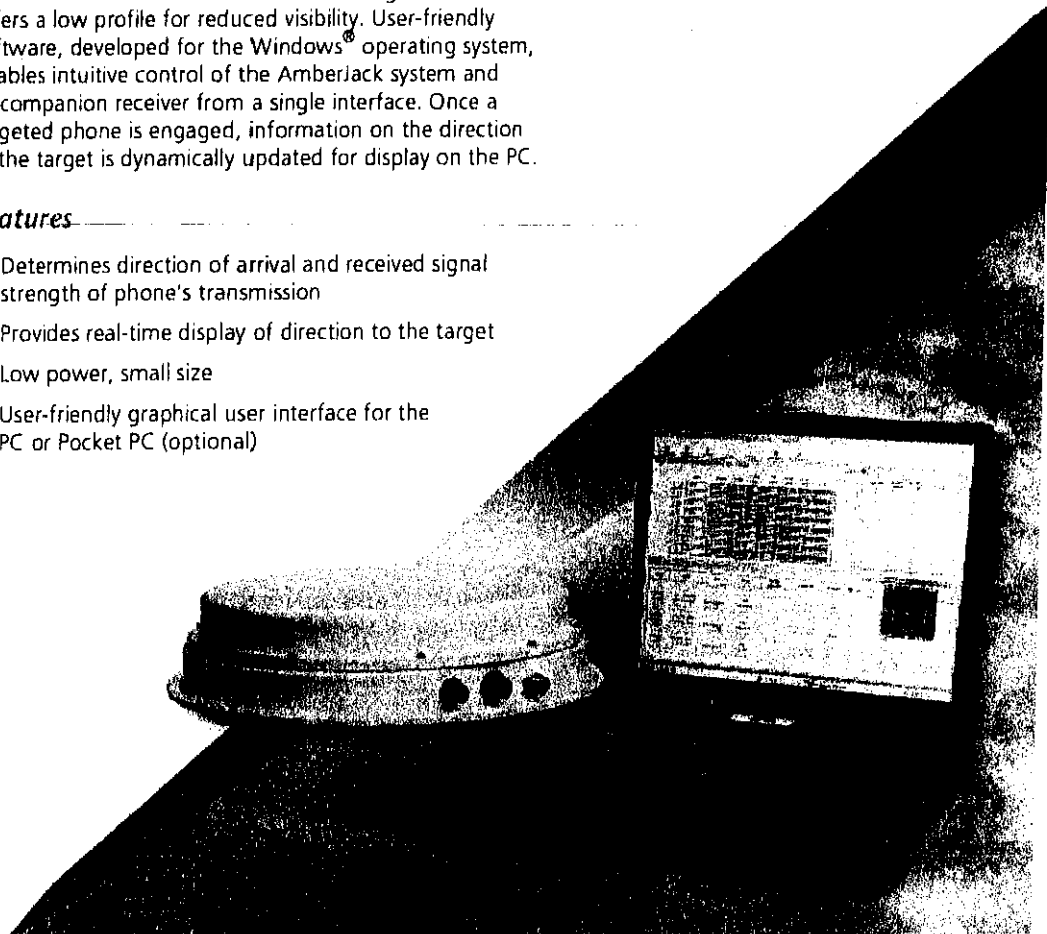 ers a low profile for reduced visibility. User-friendly
tware, developed for the Windows® operating system,
ables intuitive control of the AmberJack system and
companion receiver from a single interface. Once a
geted phone is engaged, information on the direction
the target is dynamically updated for display on the PC.
atures
Determines direction of arrival and received signal
strength of phone's transmission
Provides real-time display of direction to the target
Low power, small size
User-friendly graphical user interface for the
PC or Pocket PC (optional)